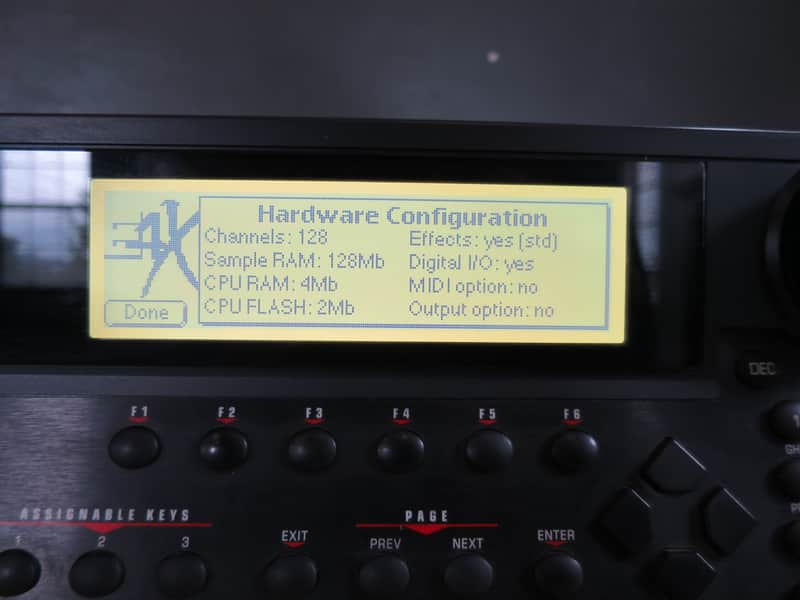 E4K
Hardware Configuration
Channels: 128
Effects: yes (std)
Sample RAM: 128Mb
Digital I/O: yes
CPU RAM: 4Mb
MIDI option: no
CPU FLASH: 2Mb
Output option: no
Done
DEC
F1 F2 F3 F4 F5 F6
ASSIGNABLE KEYS
PAGE
1 2 3
EXIT
PREV
NEXT
ENTER